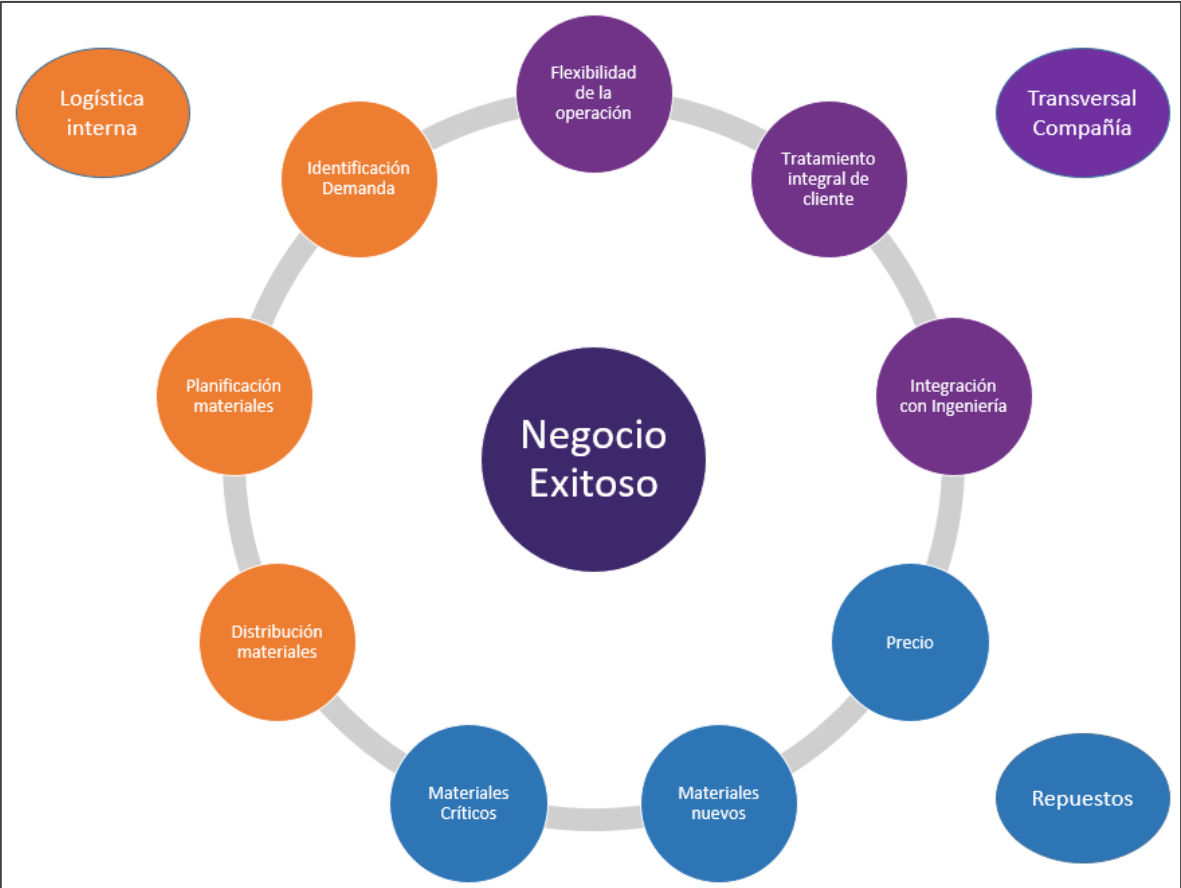 Logística
interna
Transversal
Compañía
Flexibilidad
de la
operación
Tratamiento
integral de
cliente
Integración
con Ingeniería
Precio
Materiales
nuevos
Materiales
Críticos
Distribución
materiales
Planificación
materiales
Identificación
Demanda
Negocio
Exitoso
Repuestos